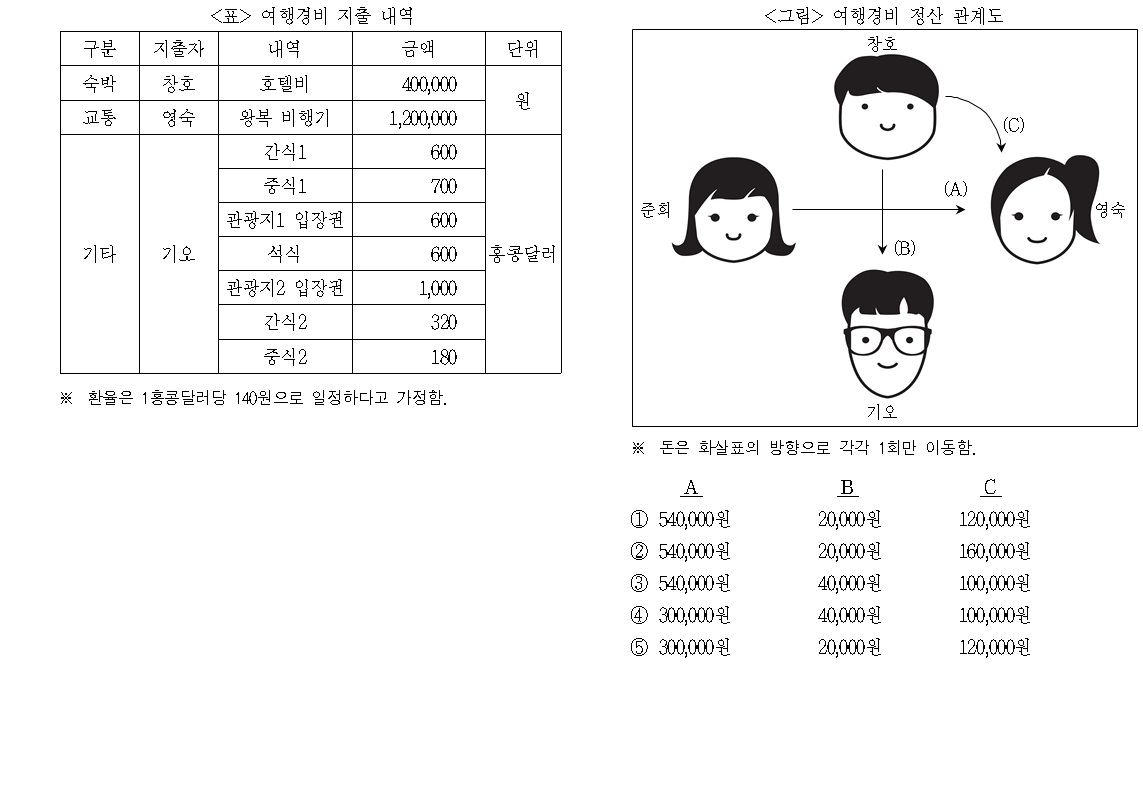 <표> 여행경비 지출 내역
구분 지출자 내역 금액 단위
숙박 창호 호텔비 400,000 원
교통 영숙 왕복 비행기 1,200,000
기타 기오 간식1 600 홍콩달러
중식1 700
관광지1 입장권 600
석식 600
관광지2 입장권 1,000
간식2 320
중식2 180
※ 환율은 1홍콩달러당 140원으로 일정하다고 가정함.
<그림> 여행경비 정산 관계도
창호
(C)
준희
(A)
영숙
(B)
기오
※ 돈은 화살표의 방향으로 각각 1회만 이동함.
A B C
① 540,000원 20,000원 120,000원
② 540,000원 20,000원 160,000원
③ 540,000원 40,000원 100,000원
④ 300,000원 40,000원 100,000원
⑤ 300,000원 20,000원 120,000원